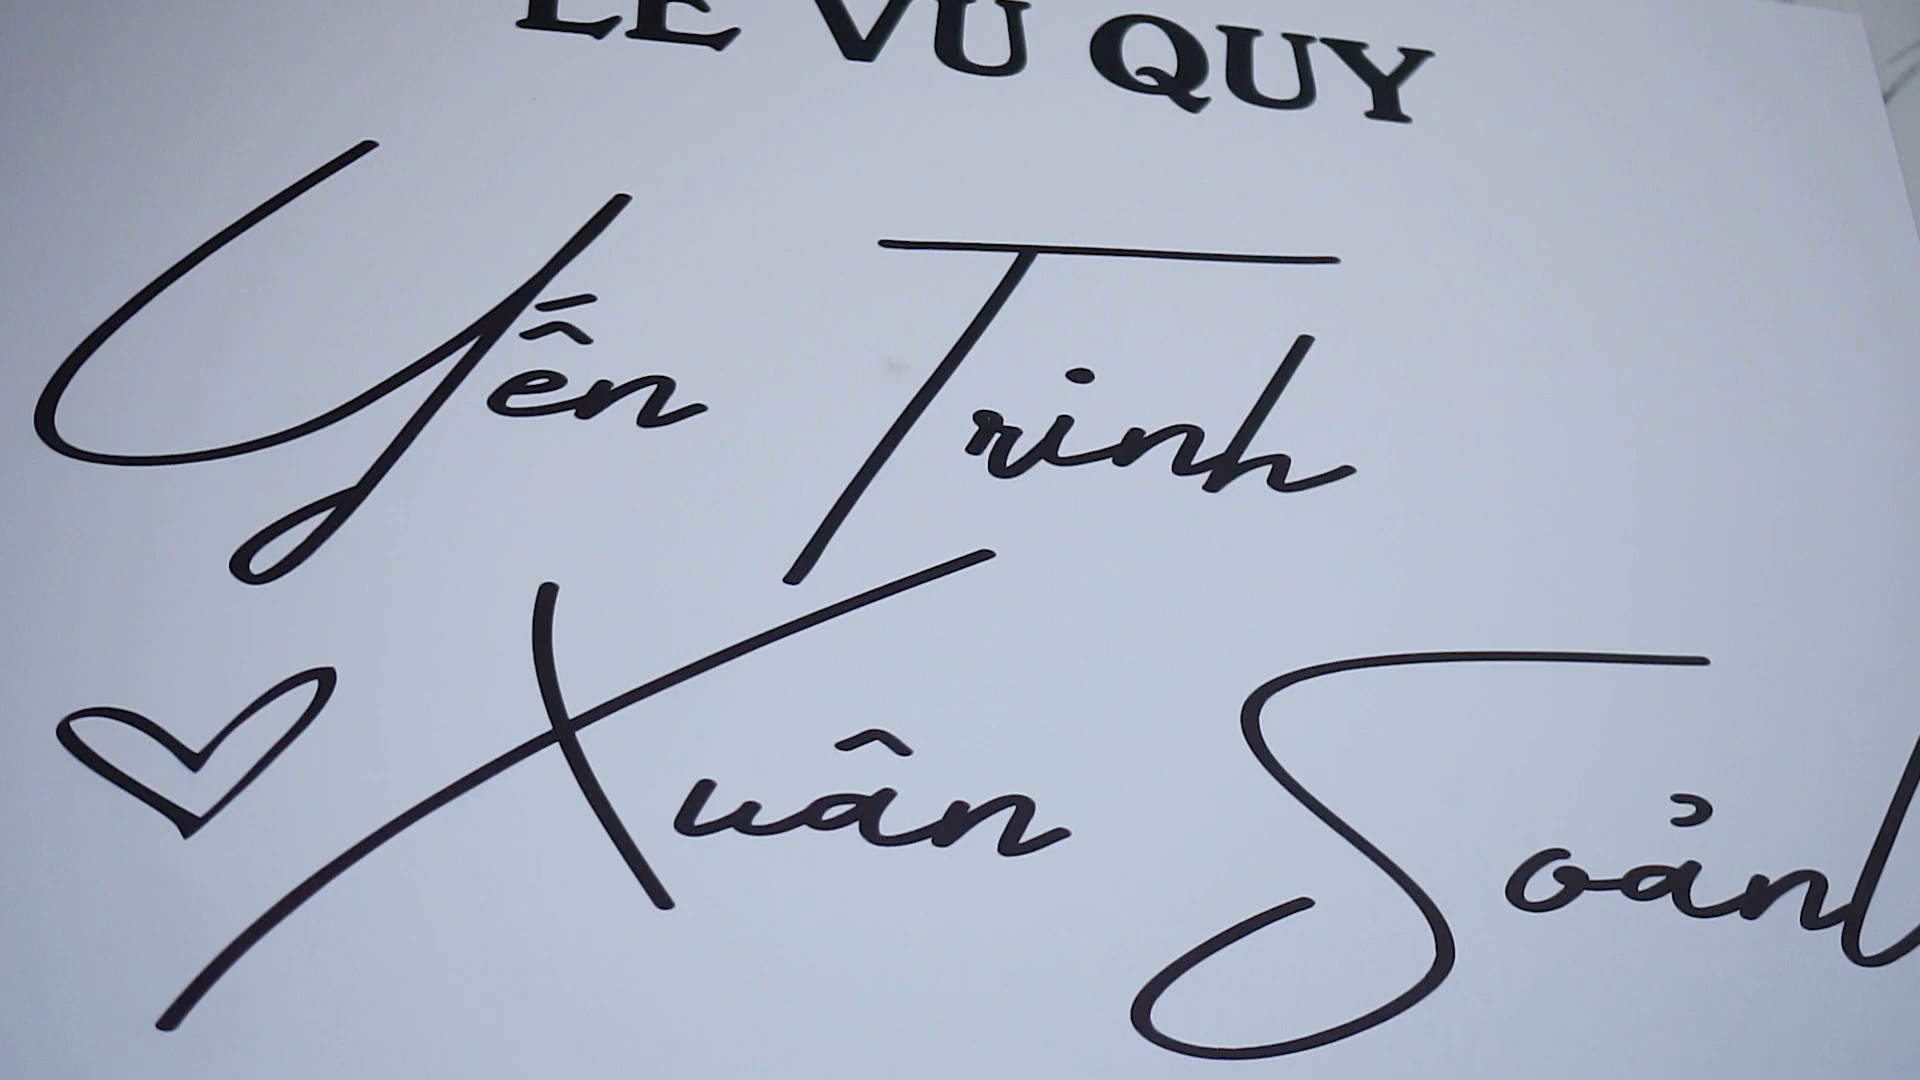 LỄ VU QUY
Yến Trinh
♡ Xuân Soản